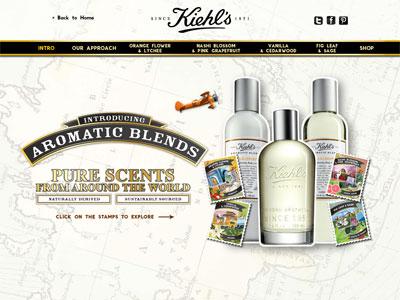 < Back to Home
SINCE Kiehl's 1851
INTRO
OUR APPROACH
ORANGE FLOWER & LYCHEE
NASHI BLOSSOM & PINK GRAPEFRUIT
VANILLA & CEDARWOOD
FIG LEAF & SAGE
SHOP
INTRODUCING
AROMATIC BLENDS
PURE SCENTS
FROM AROUND THE WORLD
NATURALLY DERIVED
SUSTAINABLY SOURCED
CLICK ON THE STAMPS TO EXPLORE
Kiehl's
Kiehl's
Kiehl's